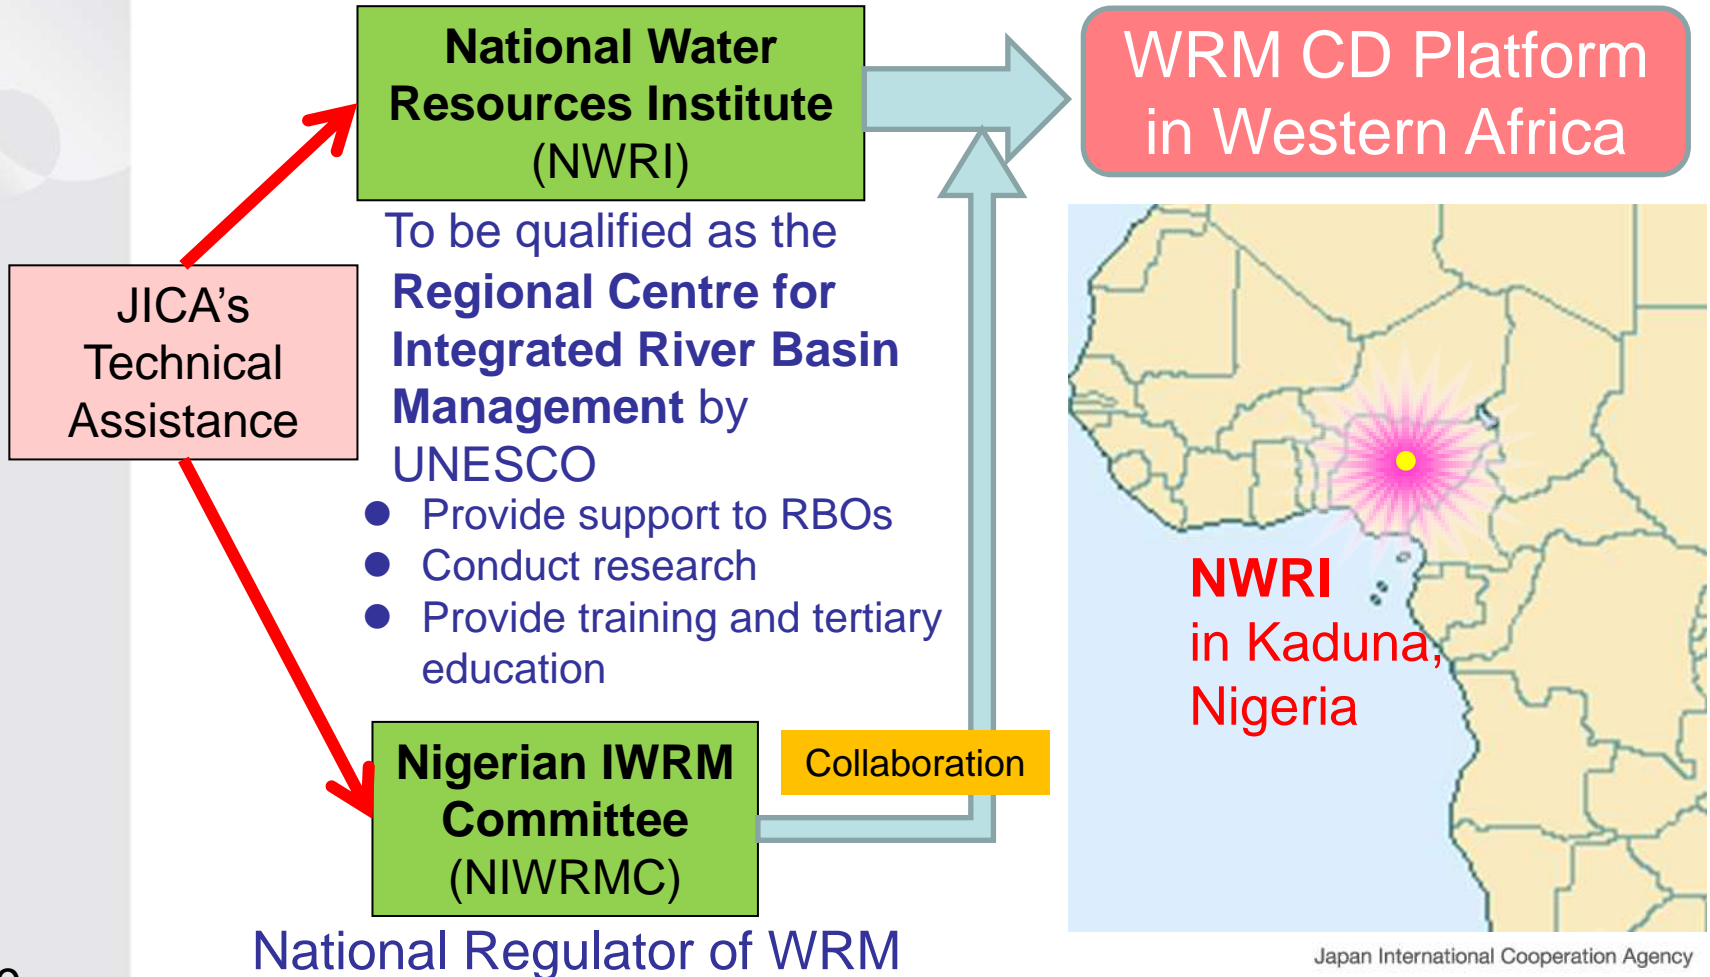 National Water
Resources Institute
(NWRI)
WRM CD Platform
in Western Africa
JICA's
Technical
Assistance
To be qualified as the
Regional Centre for
Integrated River Basin
Management by
UNESCO
● Provide support to RBOs
● Conduct research
● Provide training and tertiary
education
NWRI
in Kaduna,
Nigeria
Nigerian IWRM
Committee
(NIWRMC)
Collaboration
National Regulator of WRM
Japan International Cooperation Agency